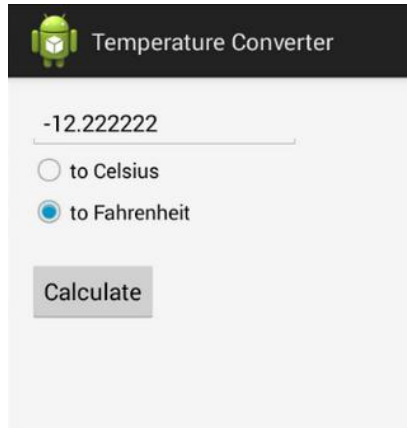 Temperature Converter
-12.222222
to Celsius
to Fahrenheit
Calculate